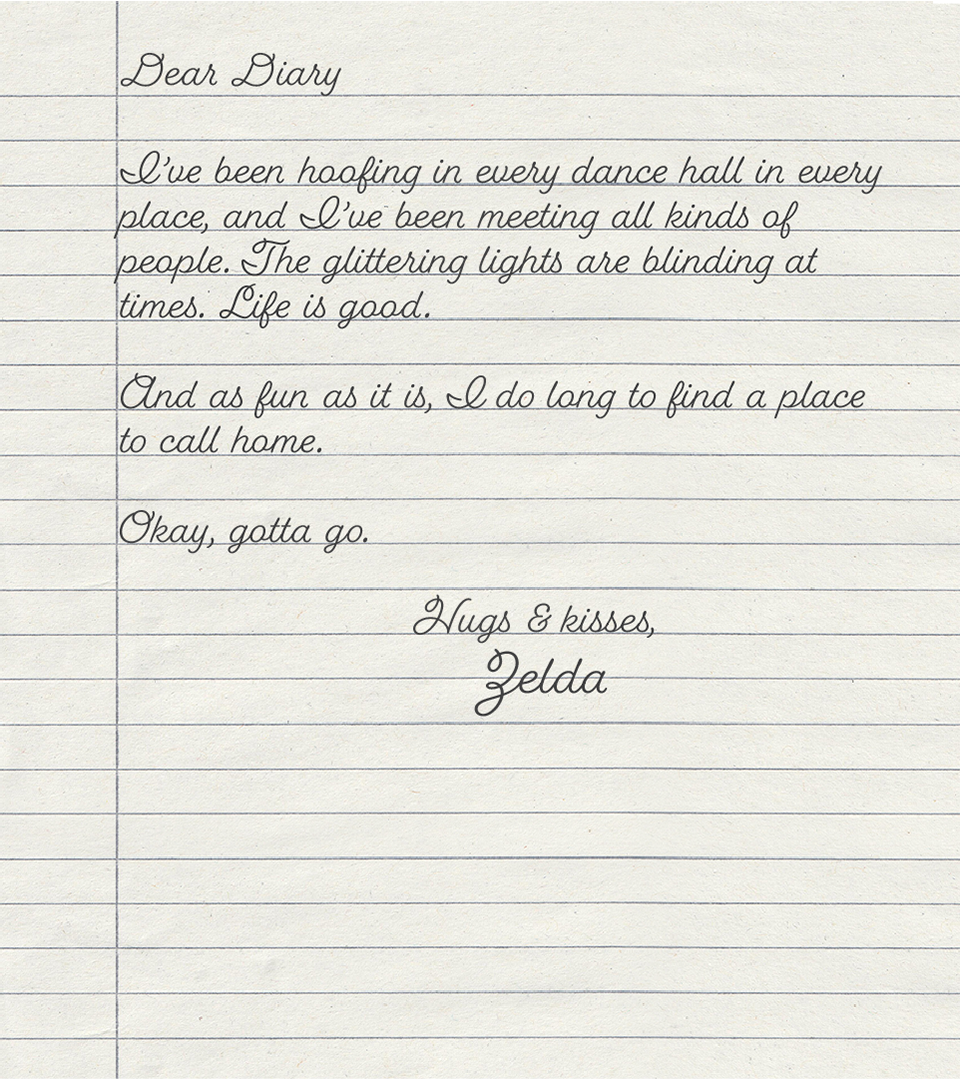 Dear Diary
I've been hoofing in every dance hall in every
place, and I've been meeting all kinds of
people. The glittering lights are blinding at
times. Life is good.
And as fun as it is, I do long to find a place
to call home.
Okay, gotta go.
Hugs & kisses,
Zelda